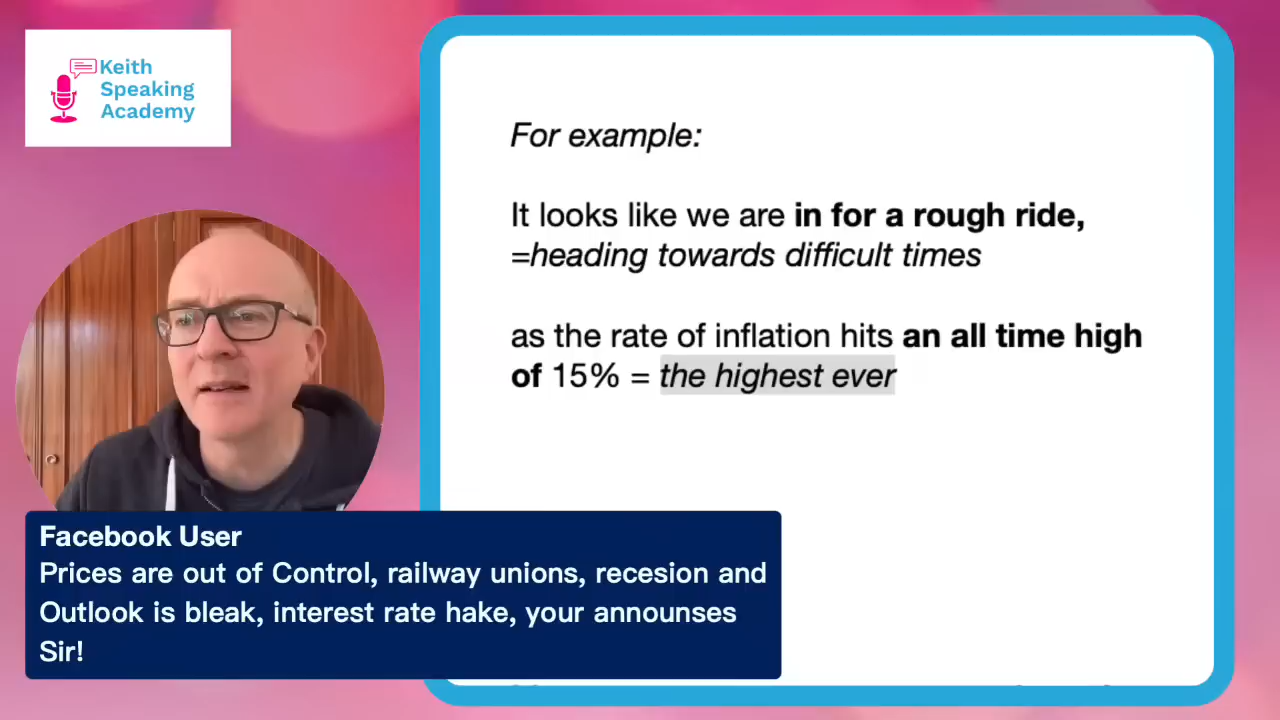 Keith
Speaking
Academy
For example:
It looks like we are in for a rough ride,
=heading towards difficult times
as the rate of inflation hits an all time high
of 15% = the highest ever
Facebook User
Prices are out of Control, railway unions, recesion and
Outlook is bleak, interest rate hake, your announses
Sir!